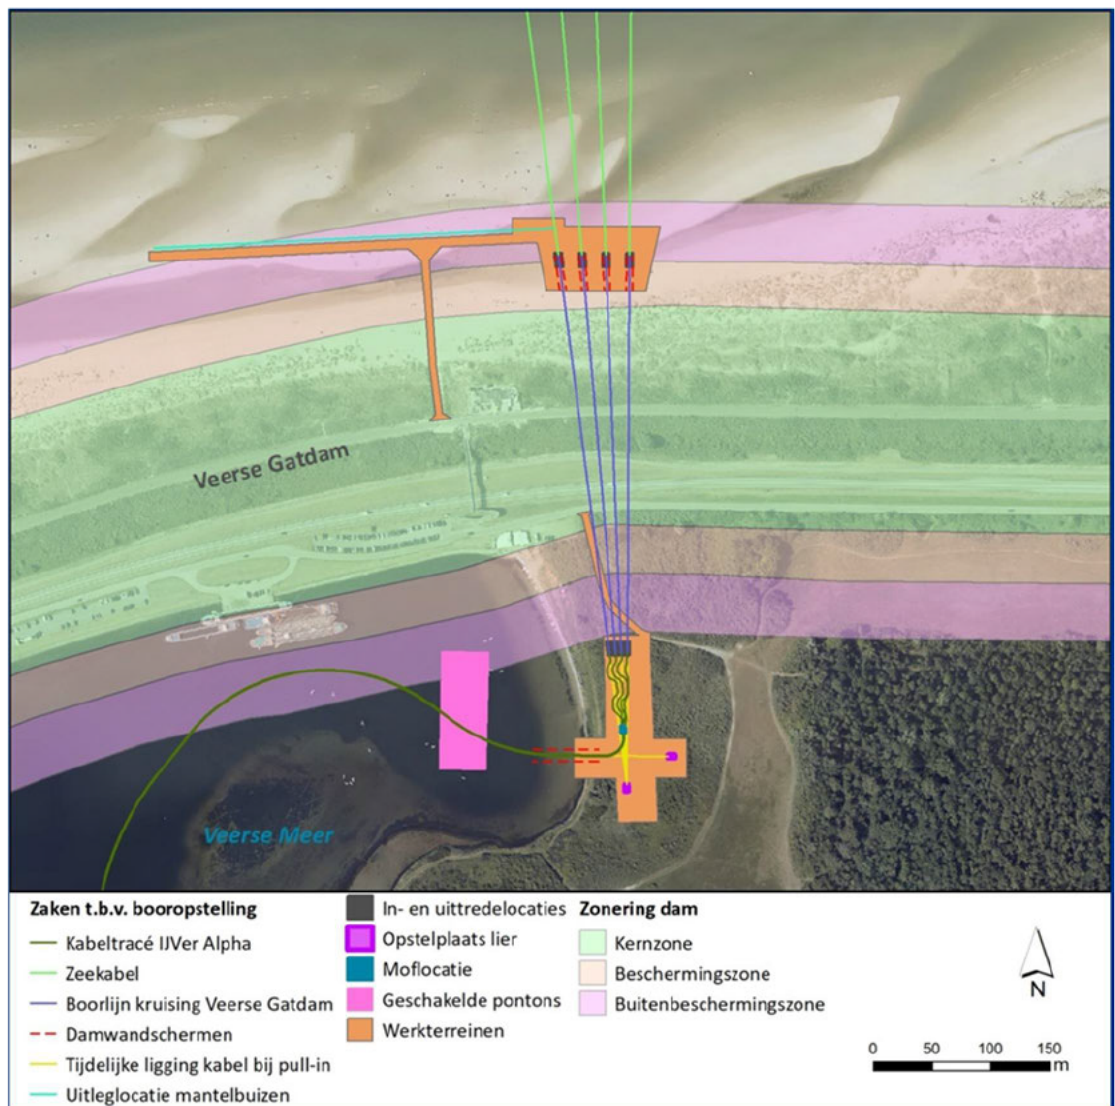 Veerse Gatdam
Veerse Meer
Zaken t.b.v. booropstelling
Kabeltracé IJVer Alpha
Zeekabel
Boorlijn kruising Veerse Gatdam
Damwandschermen
Tijdelijke ligging kabel bij pull-in
Uitleglocatie mantelbuizen
In- en uittredelocaties
Opstelplaats lier
Moflocatie
Geschakelde pontons
Werkterreinen
Zonering dam
Kernzone
Beschermingszone
Buitenbeschermingszone
N
0 50 100 150
m